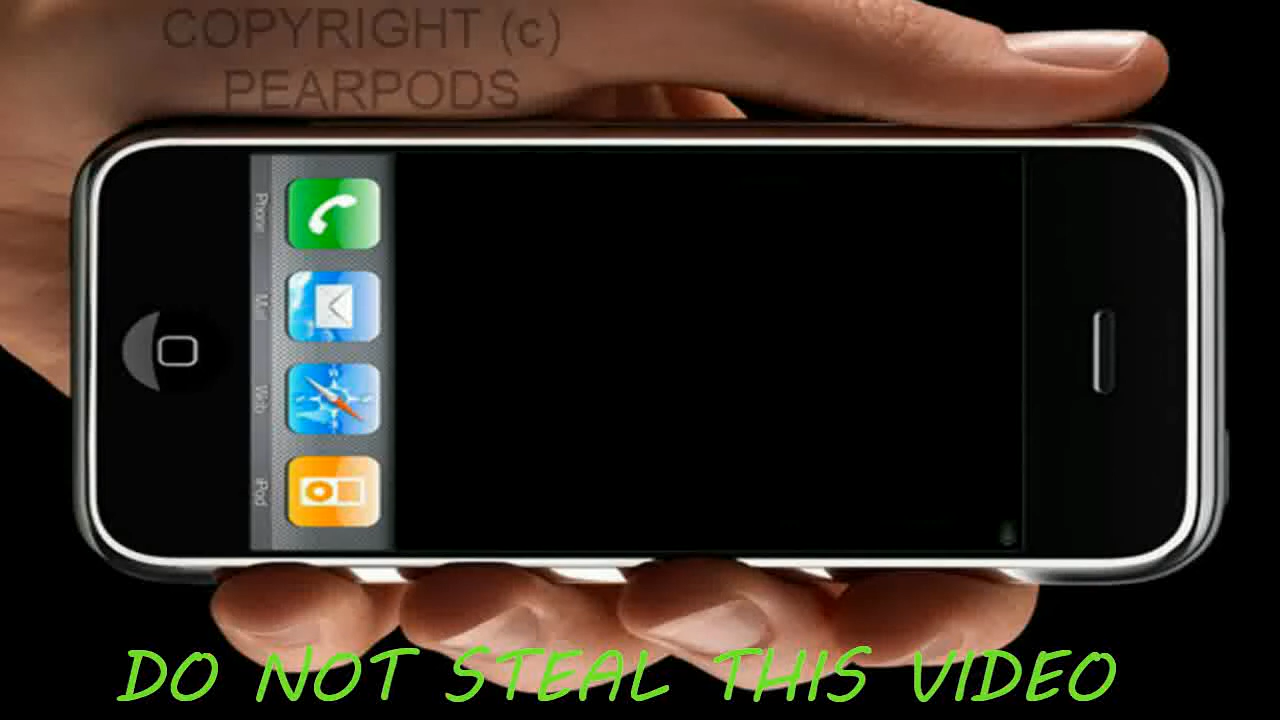 COPYRIGHT (c)
PEARPODS
Phone
Mail
Web
iPod
DO NOT STEAL THIS VIDEO